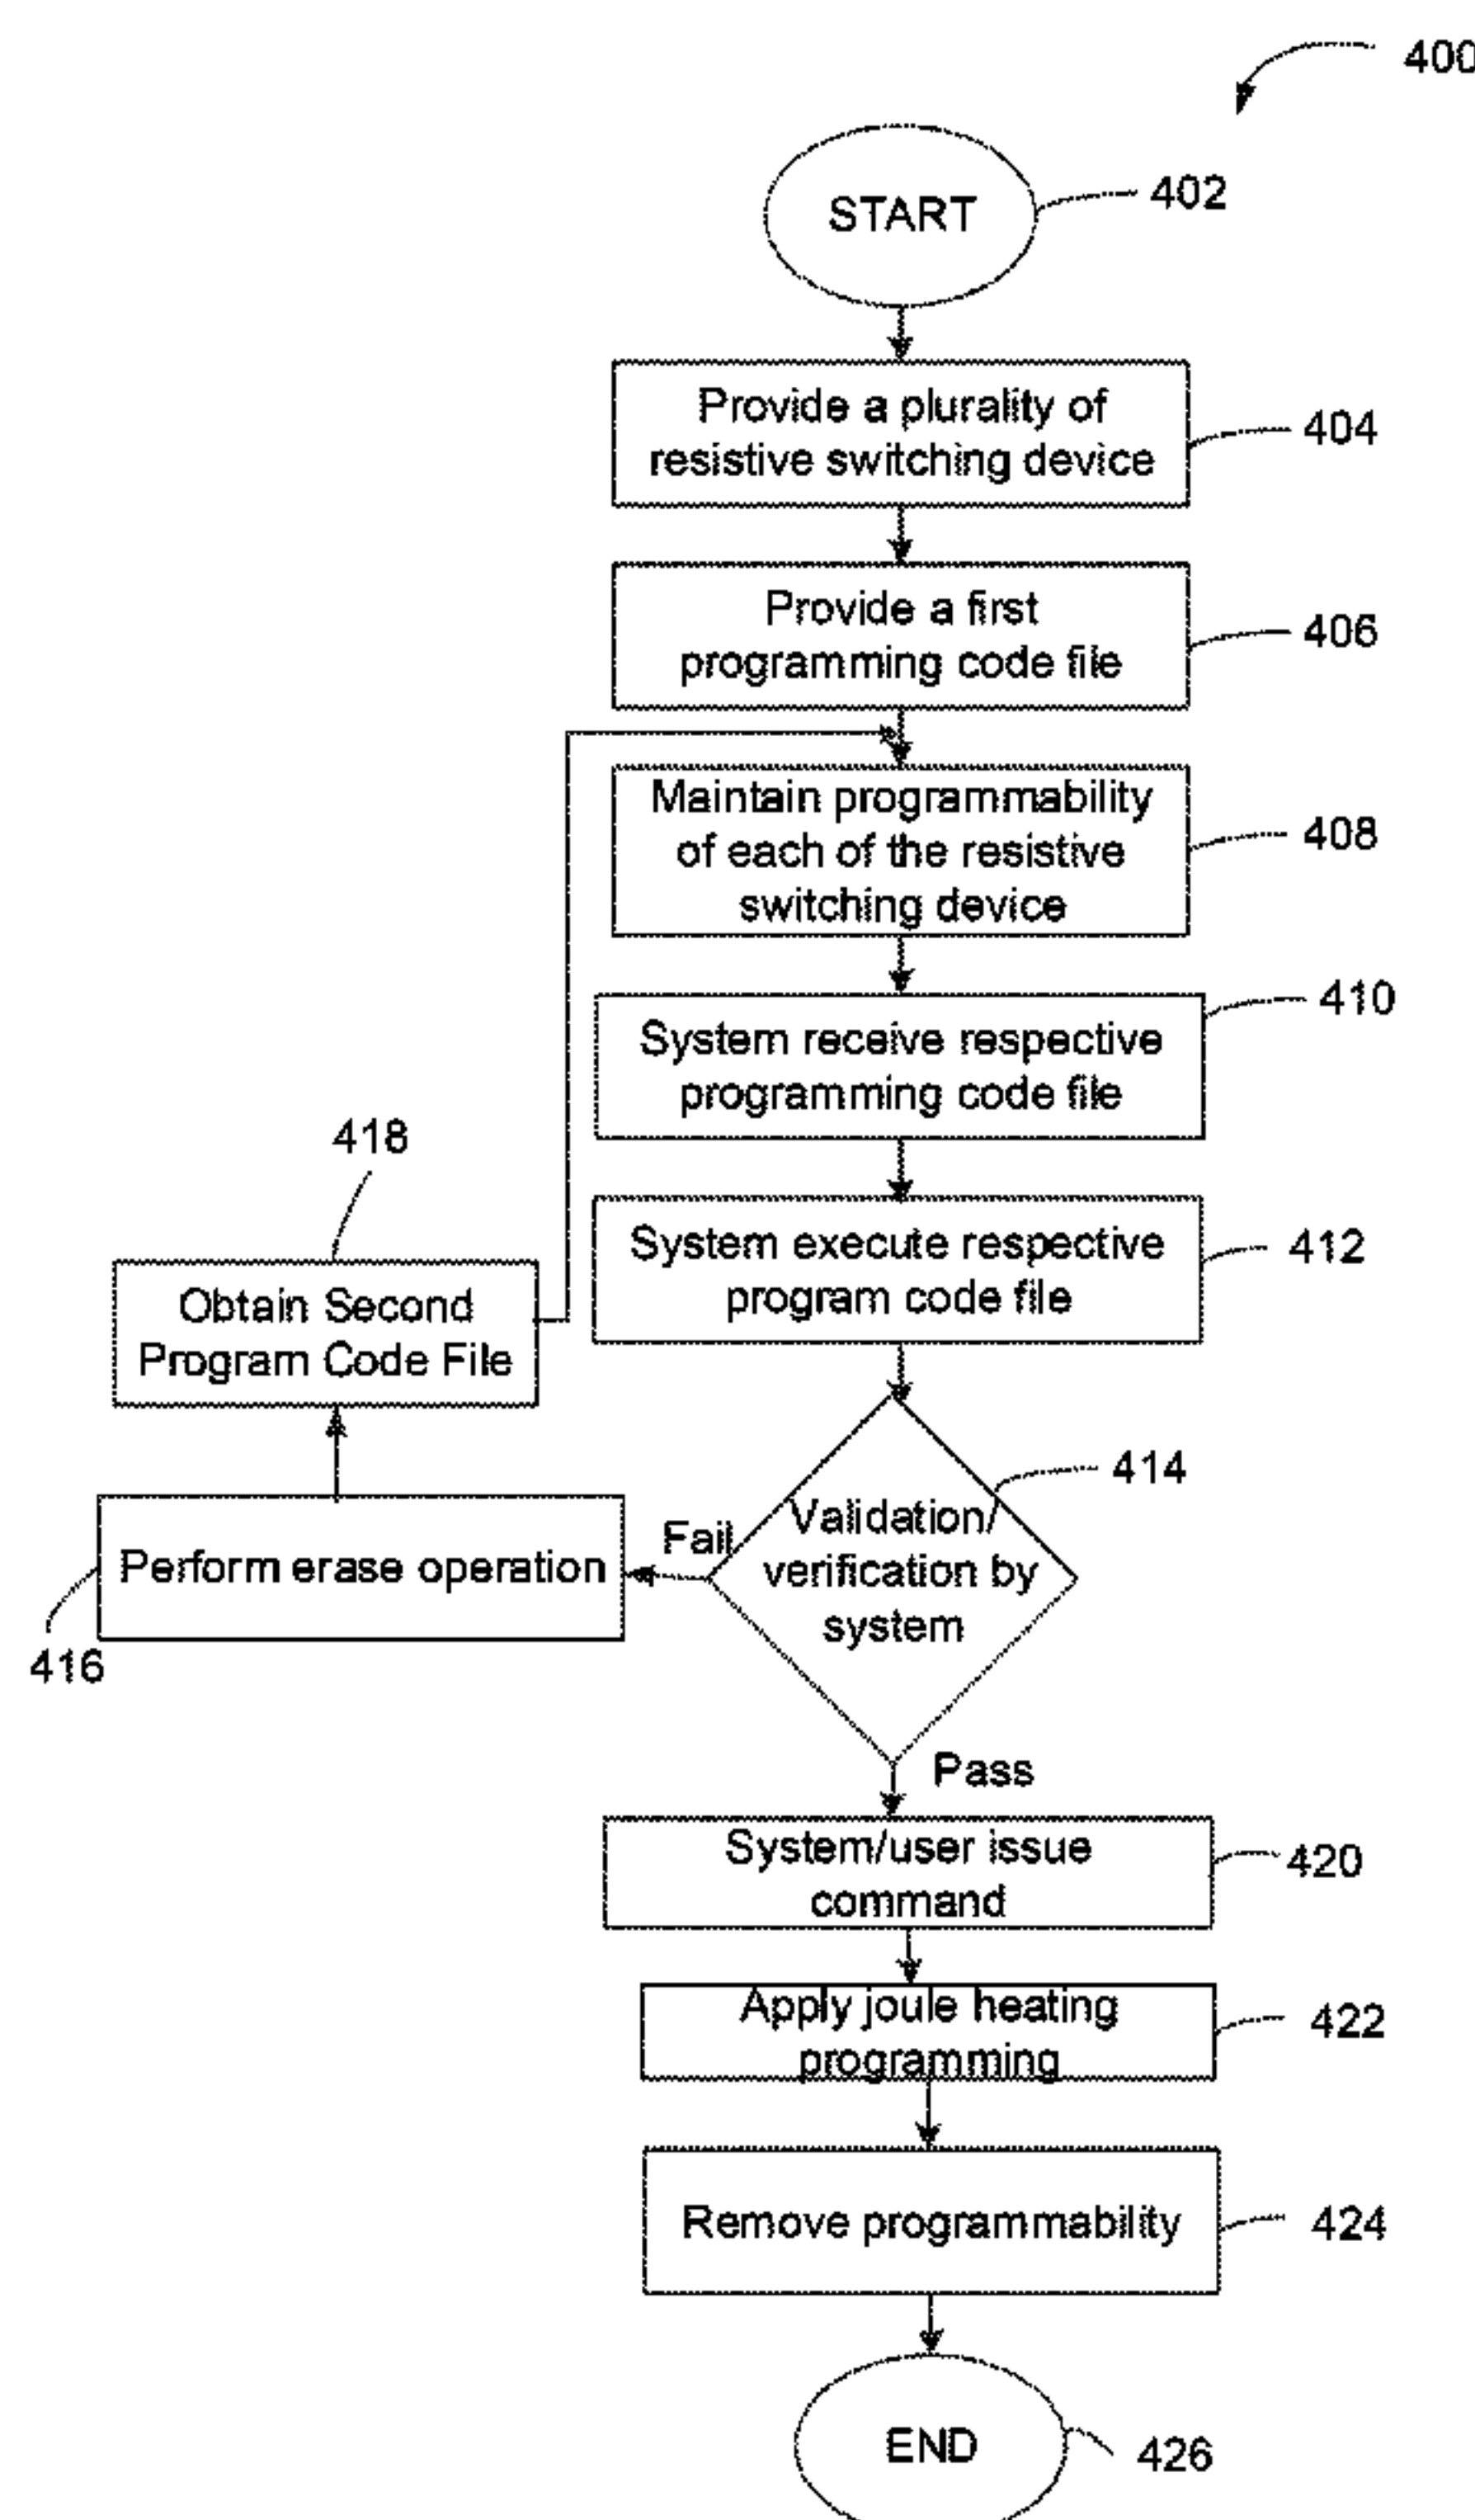 400
START
402
Provide a plurality of
resistive switching device
404
Provide a first
programming code file
406
Maintain programmability
of each of the resistive
switching device
408
System receive respective
programming code file
410
418
System execute respective
program code file
412
Obtain Second
Program Code File
414
Validation/
verification by
system
Fail
Perform erase operation
416
Pass
System/user issue
command
420
Apply joule heating
programming
422
Remove programmability
424
END
426